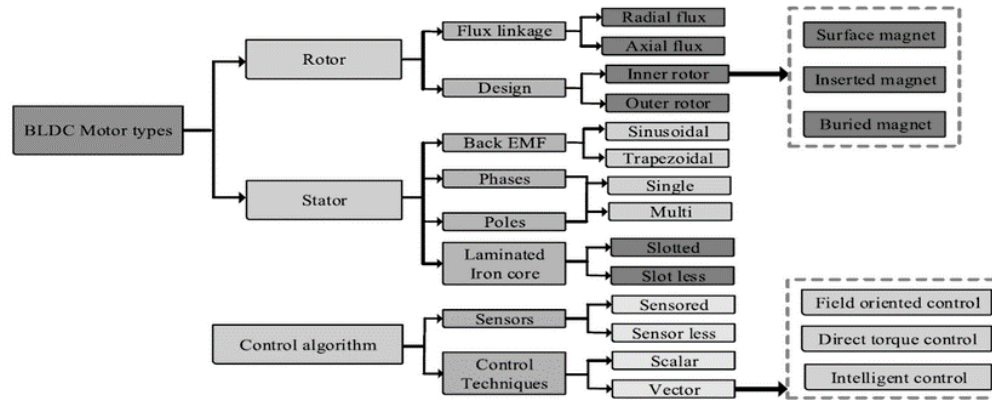 BLDC Motor types
Rotor
Flux linkage
Radial flux
Axial flux
Design
Inner rotor
Outer rotor
Surface magnet
Inserted magnet
Buried magnet
Stator
Back EMF
Sinusoidal
Trapezoidal
Phases
Poles
Single
Multi
Laminated
Iron core
Slotted
Slot less
Control algorithm
Sensors
Sensored
Sensor less
Control
Techniques
Scalar
Vector
Field oriented control
Direct torque control
Intelligent control